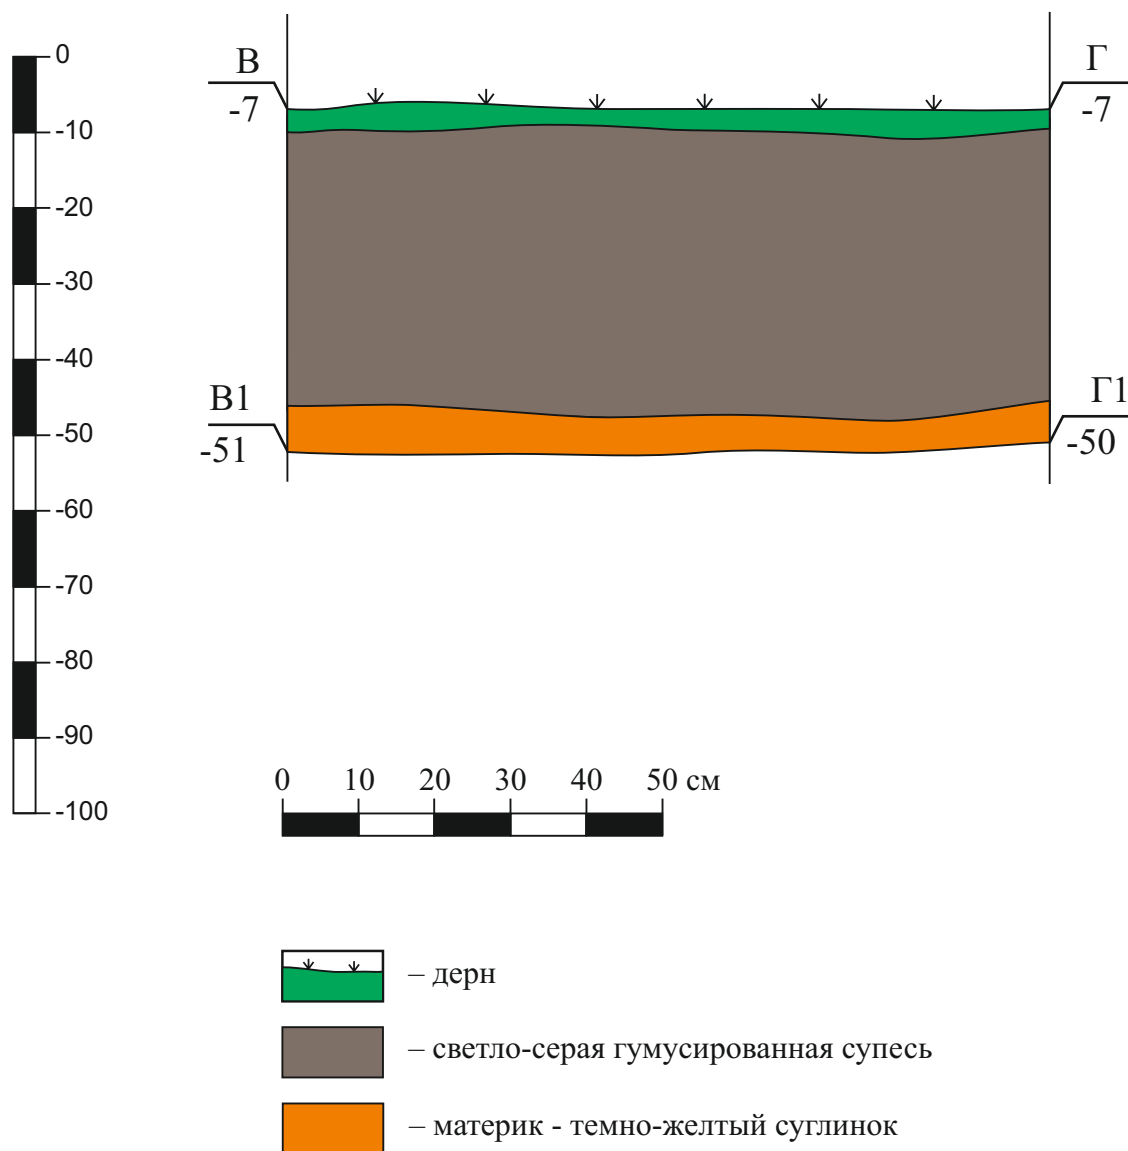 0
-10
-20
-30
-40
-50
-60
-70
-80
-90
-100
В
-7
Г
-7
В1
-51
Г1
-50
0 10 20 30 40 50 см
– дерн
– светло-серая гумусированная супесь
– материк - темно-желтый суглинок